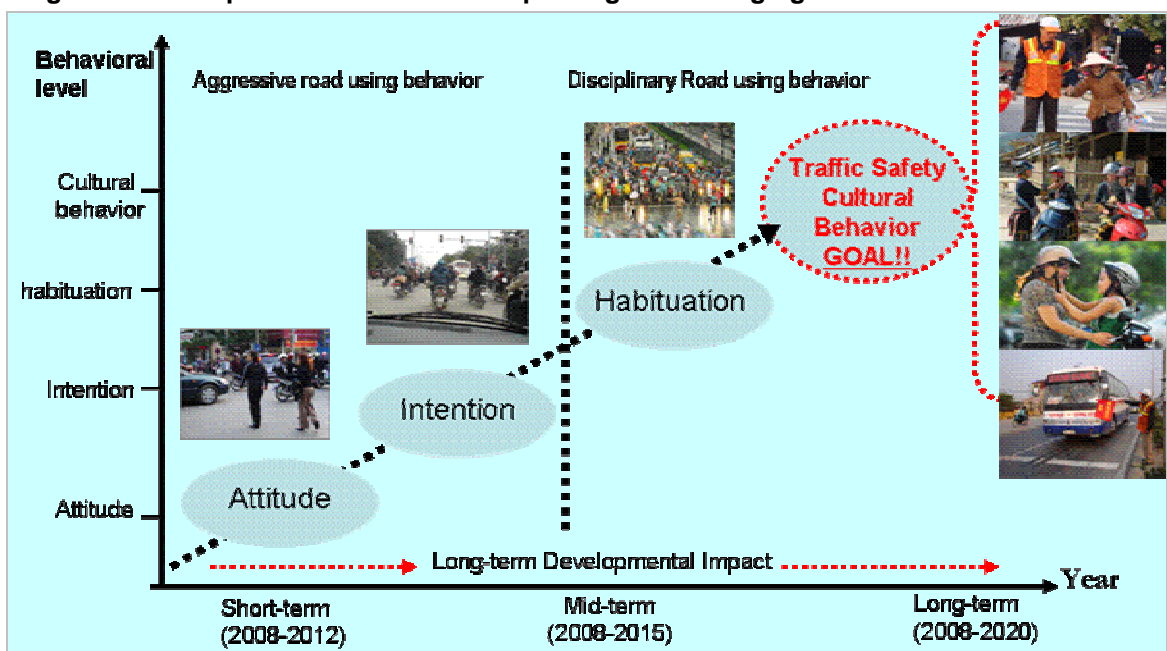 Behavioral
level
Aggressive road using behavior
Disciplinary Road using behavior
Cultural
behavior
habituation
Intention
Attitude
Attitude
Intention
Habituation
Traffic Safety
Cultural
Behavior
GOAL!!
Long-term Developmental Impact
Year
Short-term
(2008-2012)
Mid-term
(2008-2015)
Long-term
(2008-2020)